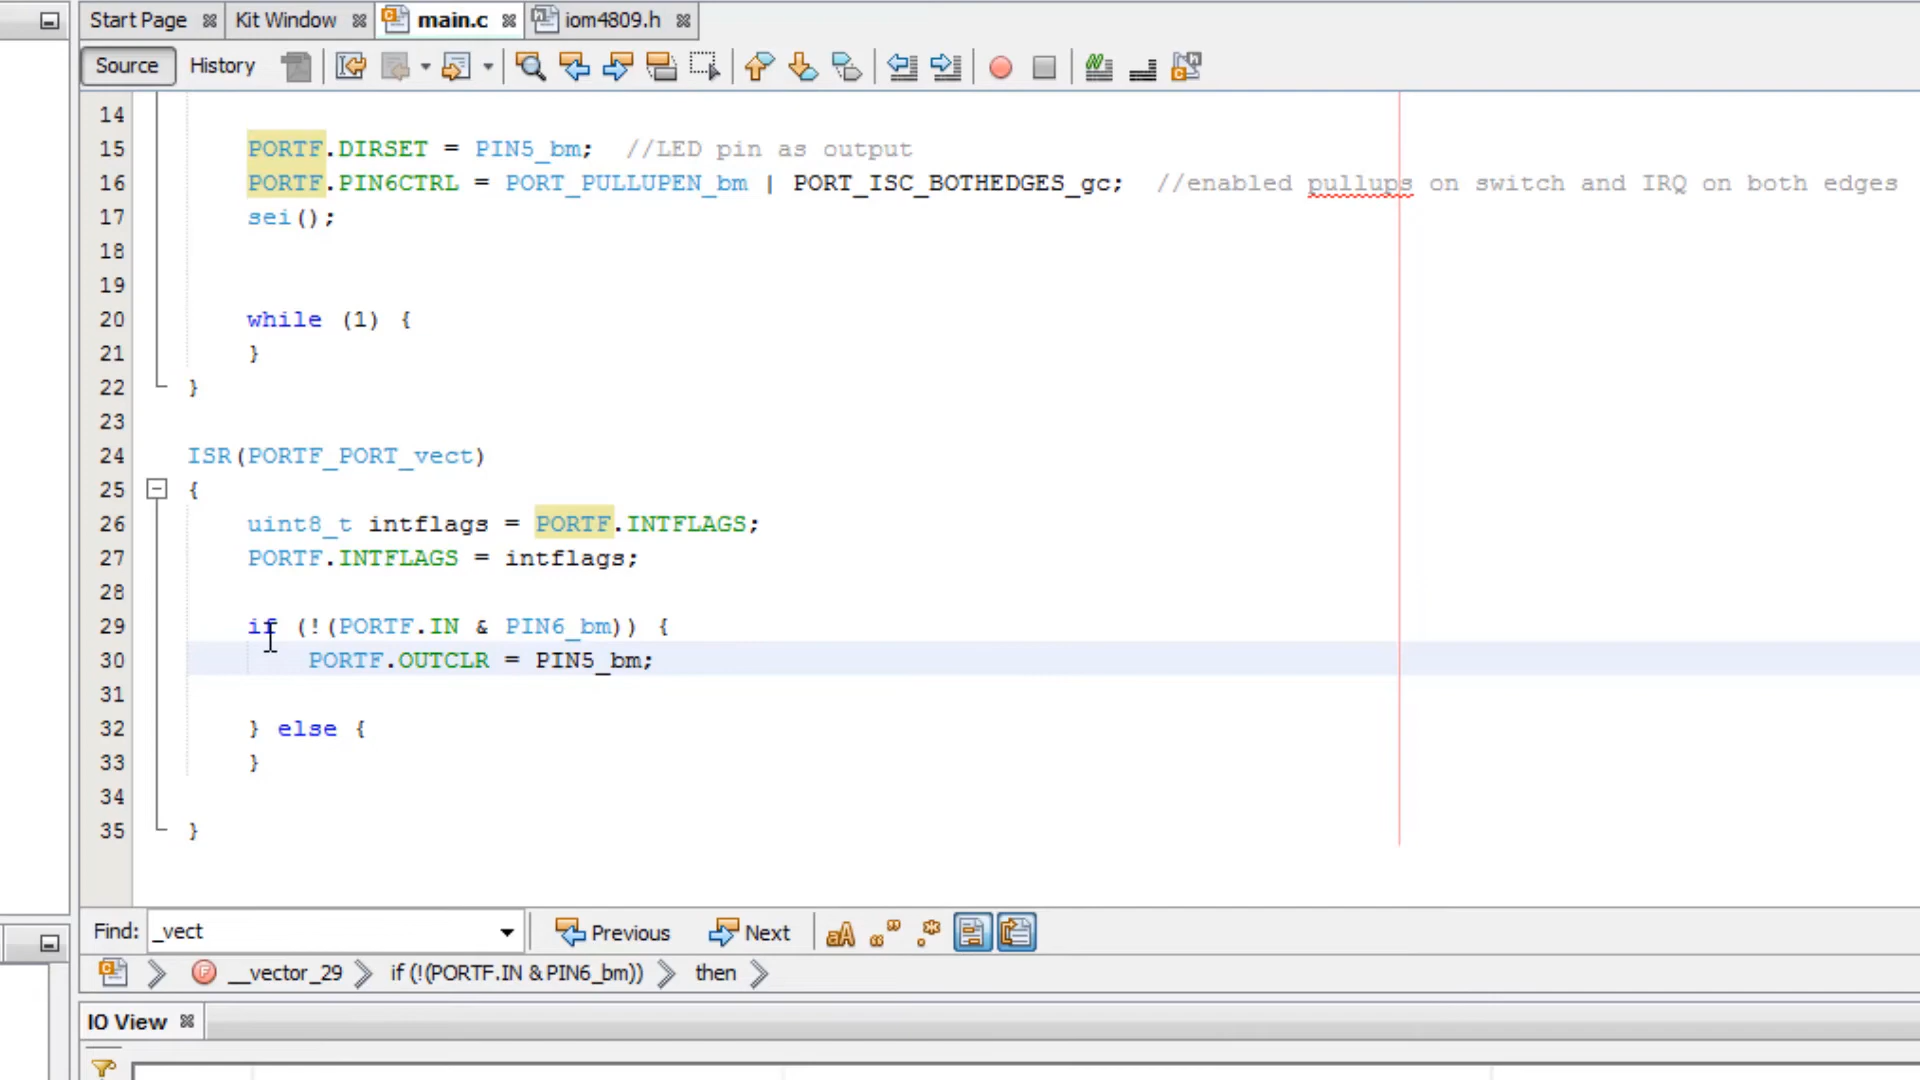 Start Page Kit Window main.c iom4809.h
Source History
14
15 PORTF.DIRSET = PIN5_bm; //LED pin as output
16 PORTF.PIN6CTRL = PORT_PULLUPEN_bm | PORT_ISC_BOTHEDGES_gc; //enabled pullups on switch and IRQ on both edges
17 sei();
18
19
20 while (1) {
21 }
22 }
23
24 ISR(PORTF_PORT_vect)
25 {
26 uint8_t intflags = PORTF.INTFLAGS;
27 PORTF.INTFLAGS = intflags;
28
29 if (!(PORTF.IN & PIN6_bm)) {
30 PORTF.OUTCLR = PIN5_bm;
31
32 } else {
33 }
34
35 }
Find: _vect Previous Next
__vector_29 if (!(PORTF.IN & PIN6_bm)) then
IO View